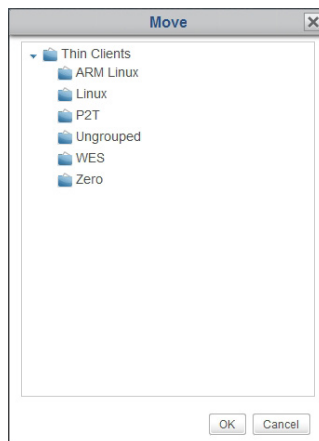 Move
Thin Clients
ARM Linux
Linux
P2T
Ungrouped
WES
Zero
OK
Cancel